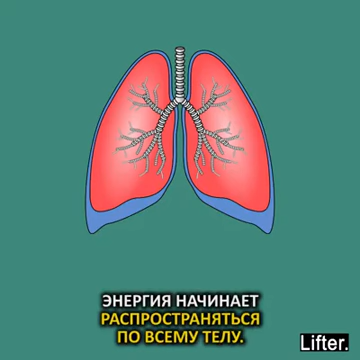 ЭНЕРГИЯ НАЧИНАЕТ
РАСПРОСТРАНЯТЬСЯ
ПО ВСЕМУ ТЕЛУ.
Lifter.